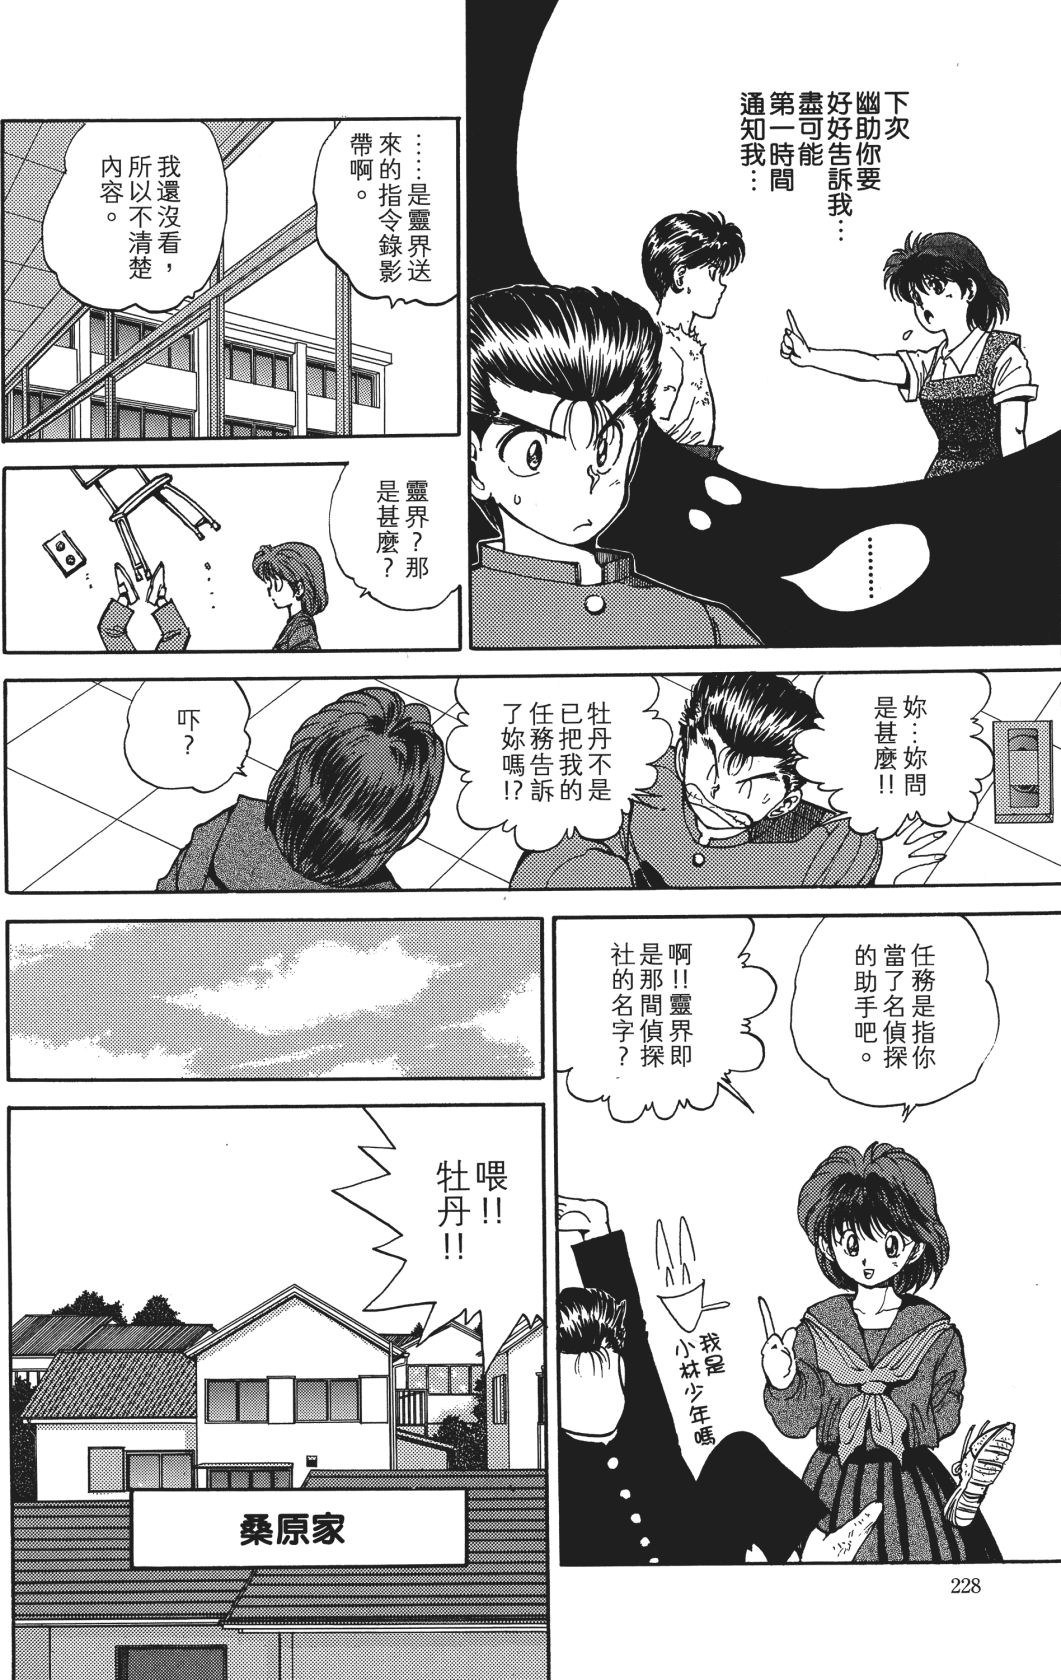 下次
幽助你要
好好告訴我…
盡可能
第一時間
通知我…
………
……是靈界送
來的指令錄影
帶啊。
我還沒看，
所以不清楚
內容。
靈界？那
是甚麼？
妳…妳問
是甚麼!!
牡丹不是
已把我的
任務告訴
了妳嗎!?
吓？
任務是指你
當了名偵探
的助手吧。
啊!!靈界即
是那間偵探
社的名字？
我是
小林少年嗎
喂!!
牡丹!!
桑原家
228